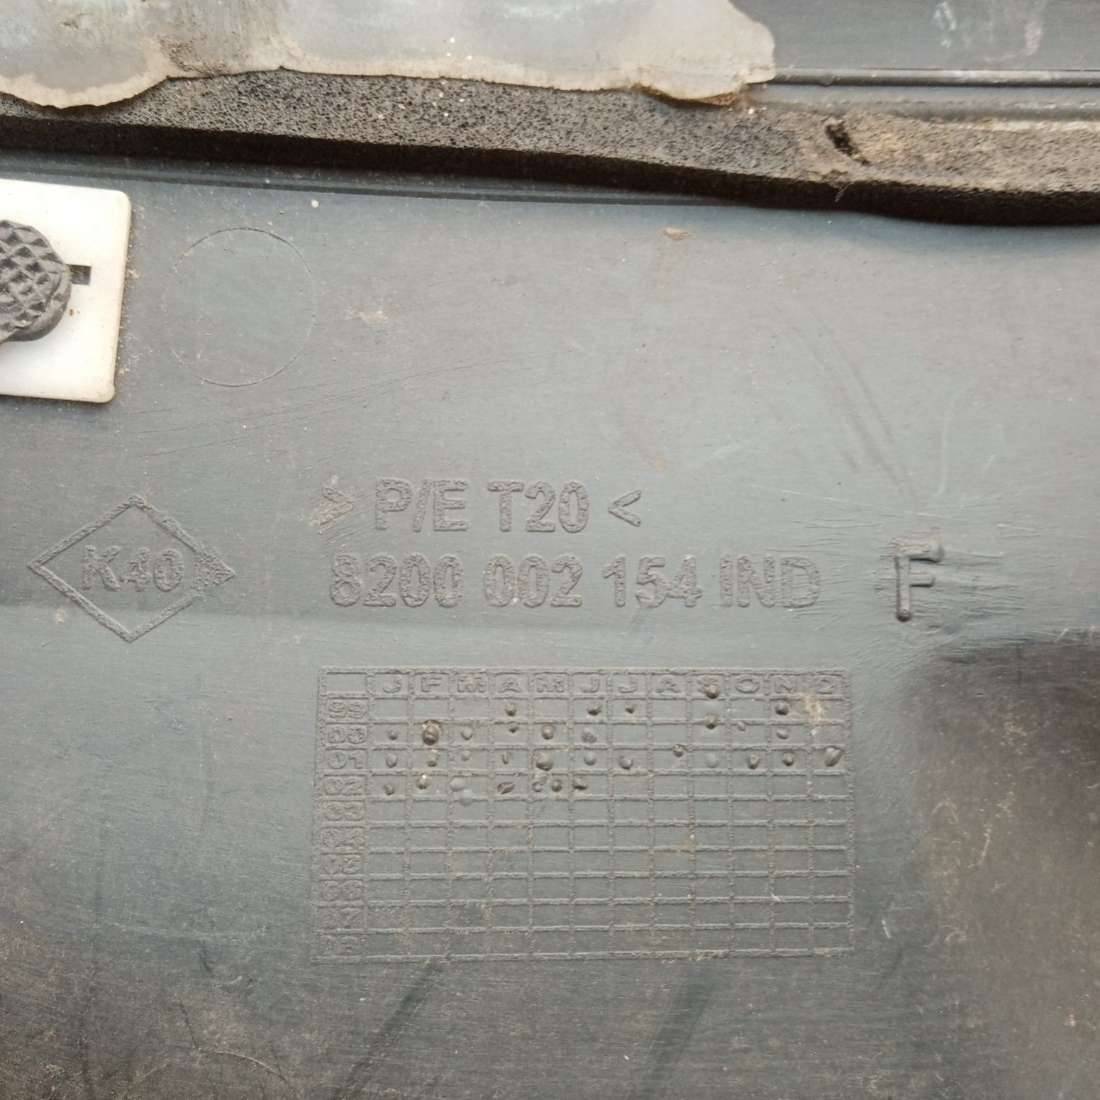 > P/E T20 <
K40
8200 002 154 IND F
J F M A M J J A S O N D
99
00
01
02